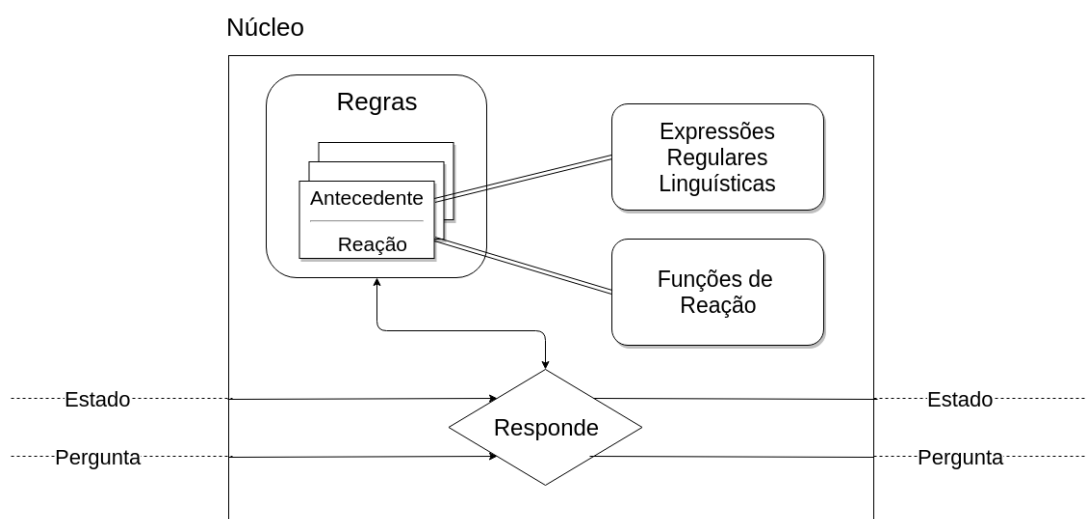 Núcleo
Regras
Antecedente
Reação
Expressões
Regulares
Linguísticas
Funções de
Reação
Estado
Pergunta
Responde
Estado
Pergunta